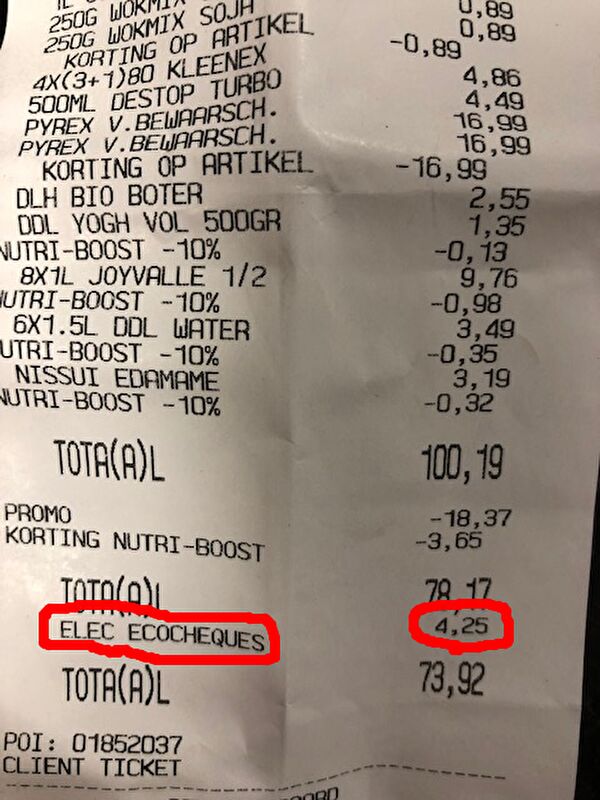 250G WOKMIX
0,89
250G WOKMIX SOJA 0,89
KORTING OP ARTIKEL -0,89
4X(3+1)80 KLEENEX 4,86
500ML DESTOP TURBO 4,49
PYREX V.BEWAARSCH. 16,99
PYREX V.BEWAARSCH. 16,99
KORTING OP ARTIKEL -16,99
DLH BIO BOTER 2,55
DDL YOGH VOL 500GR 1,35
NUTRI-BOOST -10% -0,13
8X1L JOYVALLE 1/2 9,76
NUTRI-BOOST -10% -0,98
6X1.5L DDL WATER 3,49
UTRI-BOOST -10% -0,35
NISSUI EDAMAME 3,19
NUTRI-BOOST -10% -0,32
TOTA(A)L 100,19
PROMO -18,37
KORTING NUTRI-BOOST -3,65
TOTA(A)L 78,17
ELEC ECOCHEQUES 4,25
TOTA(A)L 73,92
POI: 01852037
CLIENT TICKET